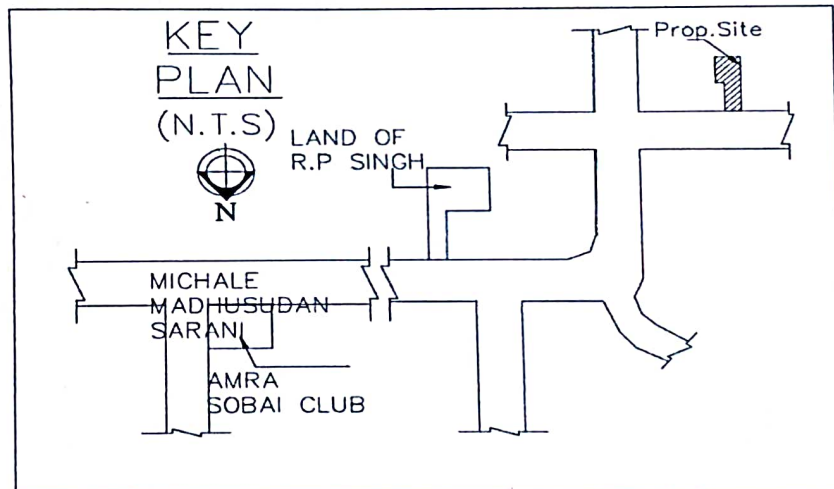 KEY
PLAN
(N.T.S)
N
Prop.Site
LAND OF
R.P SINGH
MICHALE
MADHUSUDAN
SARANI
AMRA
SOBAI CLUB